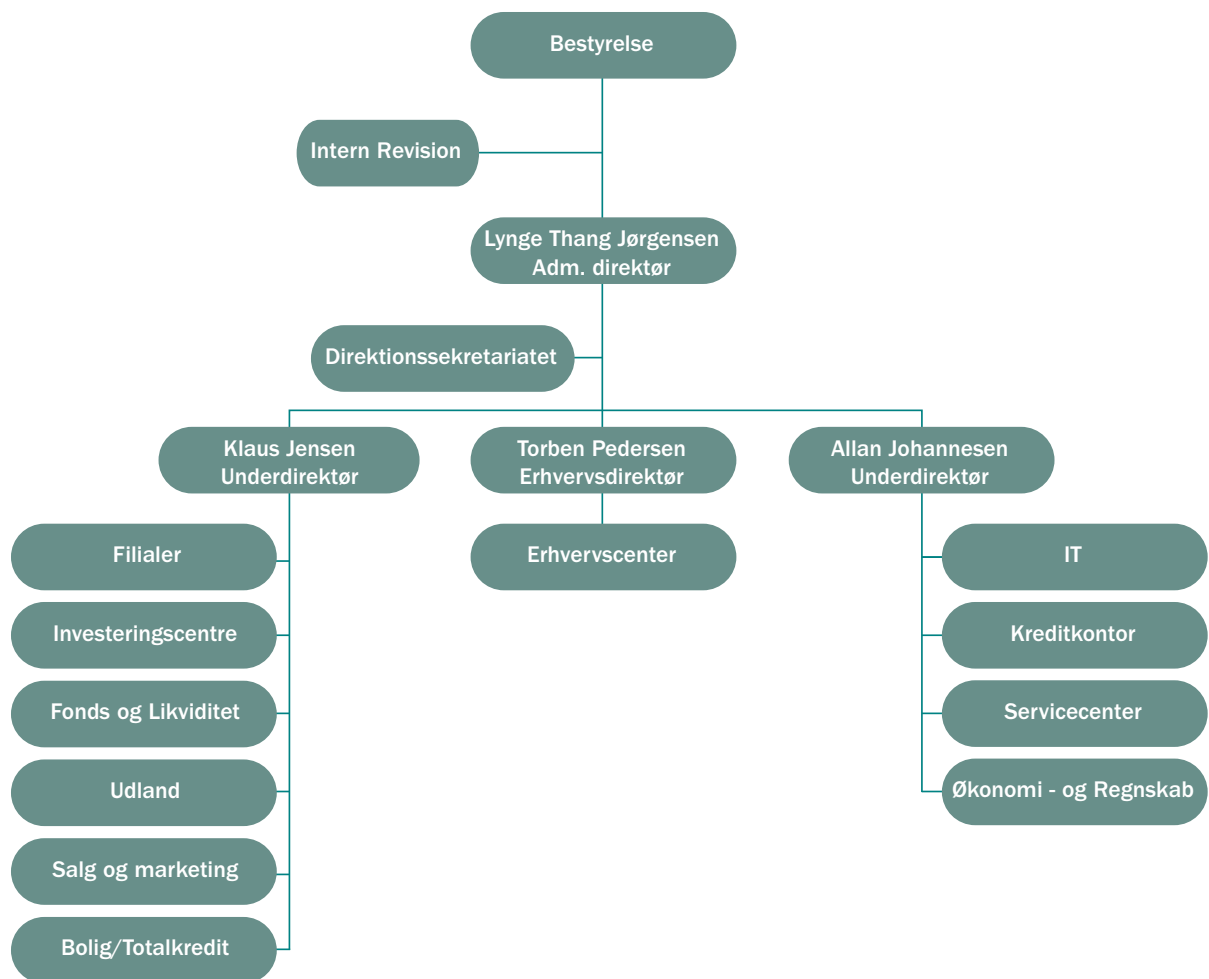 Bestyrelse
Intern Revision
Lynge Thang Jørgensen
Adm. direktør
Direktionssekretariatet
Klaus Jensen
Underdirektør
Torben Pedersen
Erhvervsdirektør
Allan Johannesen
Underdirektør
Filialer
Investeringscentre
Fonds og Likviditet
Udland
Salg og marketing
Bolig/Totalkredit
Erhvervscenter
IT
Kreditkontor
Servicecenter
Økonomi - og Regnskab